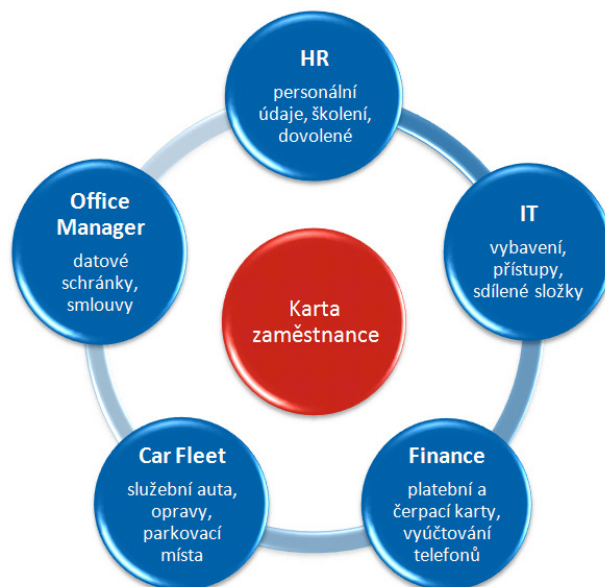 HR
personální
údaje, školení,
dovolené
IT
vybavení,
přístupy,
sdílené složky
Finance
platební a
čerpací karty,
vyúčtování
telefonů
Car Fleet
služební auta,
opravy,
parkovací
místa
Office
Manager
datové
schránky,
smlouvy
Karta
zaměstnance